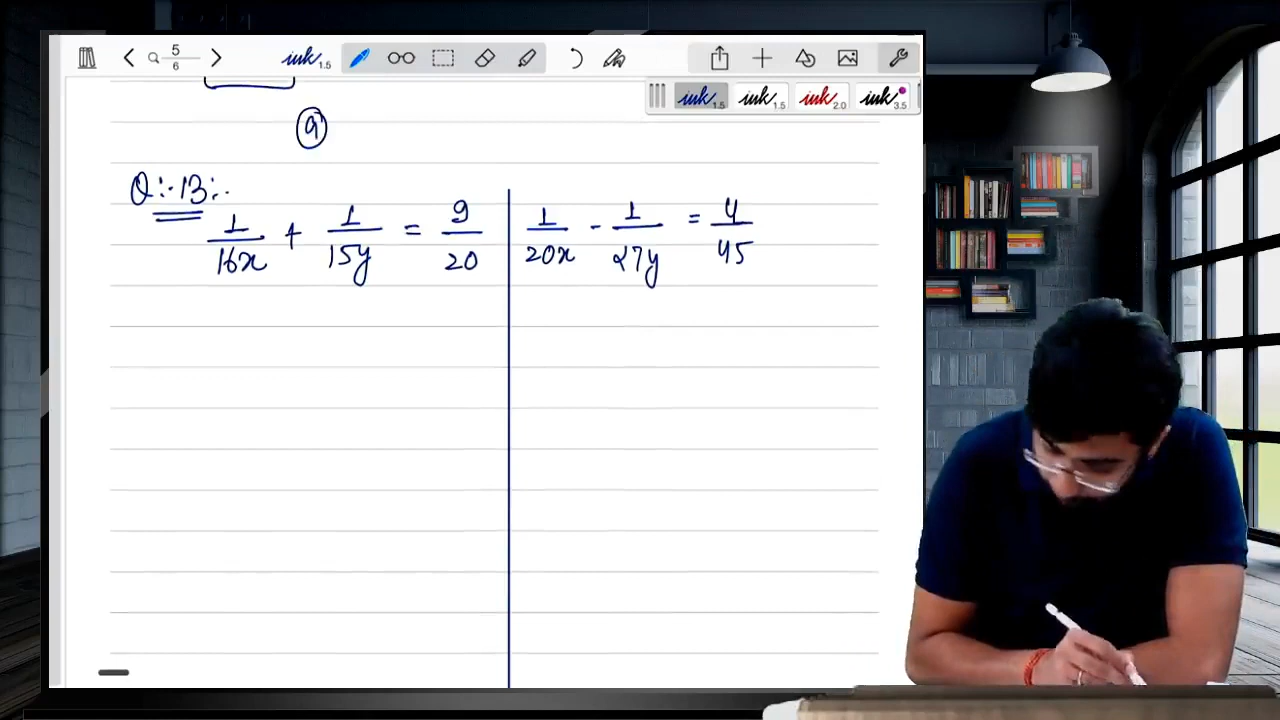 5
6
ink 1.5
ink 1.5
ink 1.5
ink 2.0
ink 3.5
a
Q:-13:-
1/16x + 1/15y = 9/20
1/20x - 1/27y = 4/45